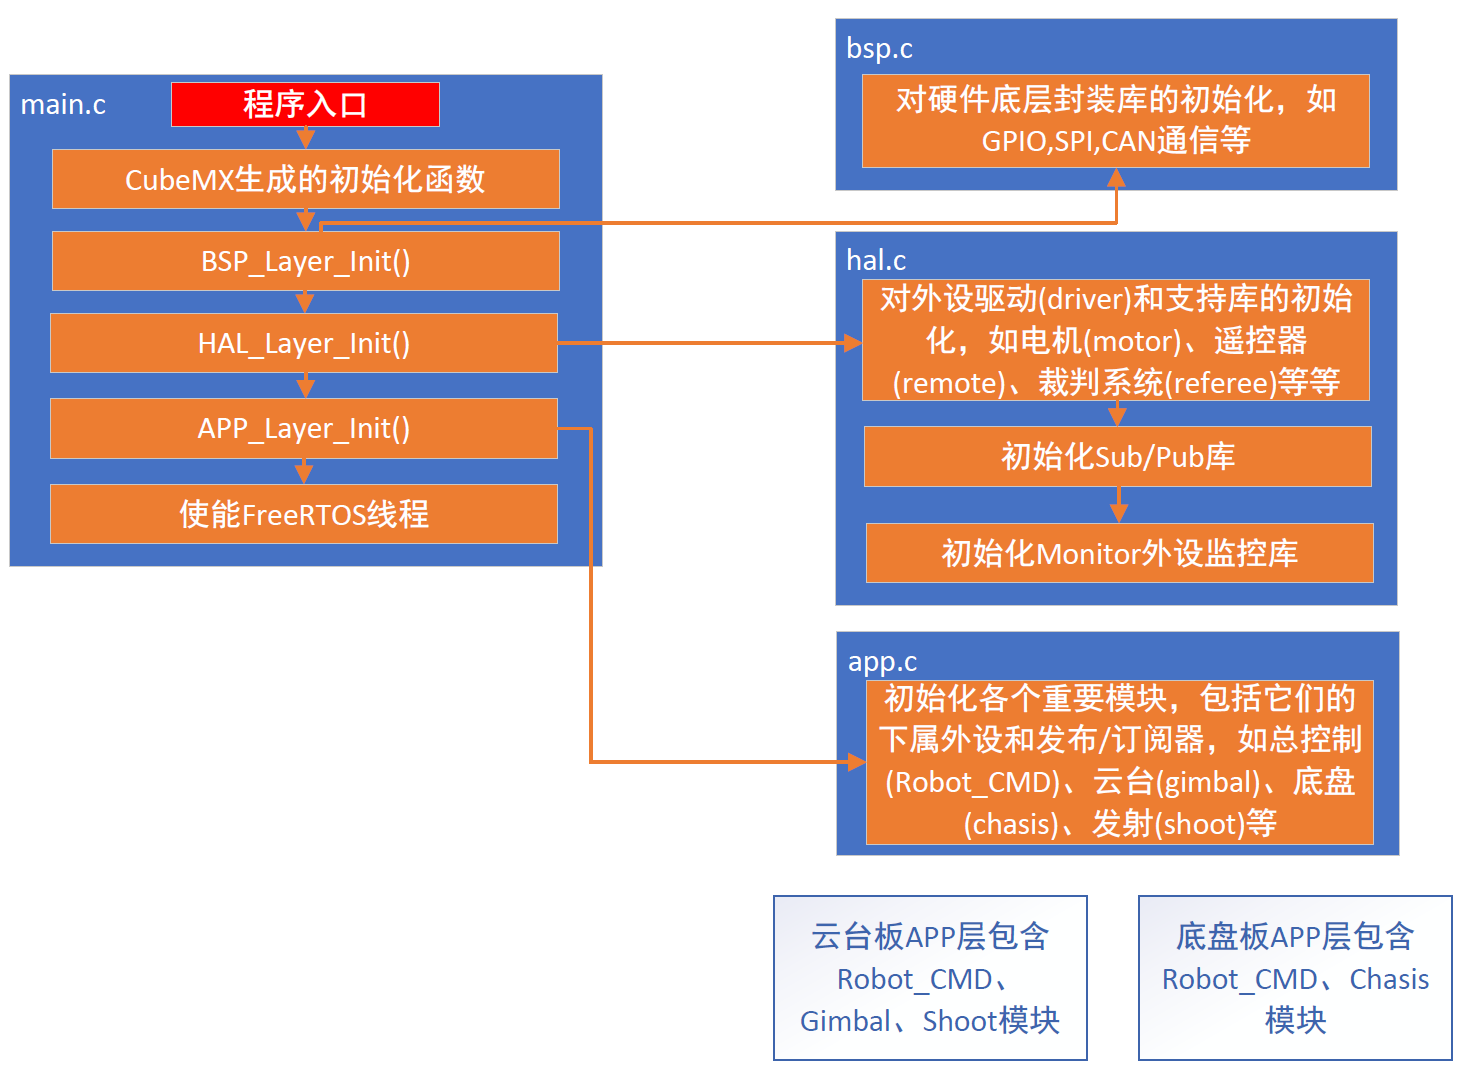 main.c
程序入口
CubeMX生成的初始化函数
BSP_Layer_Init()
HAL_Layer_Init()
APP_Layer_Init()
使能FreeRTOS线程
bsp.c
对硬件底层封装库的初始化，如
GPIO,SPI,CAN通信等
hal.c
对外设驱动(driver)和支持库的初始
化，如电机(motor)、遥控器
(remote)、裁判系统(referee)等等
初始化Sub/Pub库
初始化Monitor外设监控库
app.c
初始化各个重要模块，包括它们的
下属外设和发布/订阅器，如总控制
(Robot_CMD)、云台(gimbal)、底盘
(chasis)、发射(shoot)等
云台板APP层包含
Robot_CMD、
Gimbal、Shoot模块
底盘板APP层包含
Robot_CMD、Chasis
模块